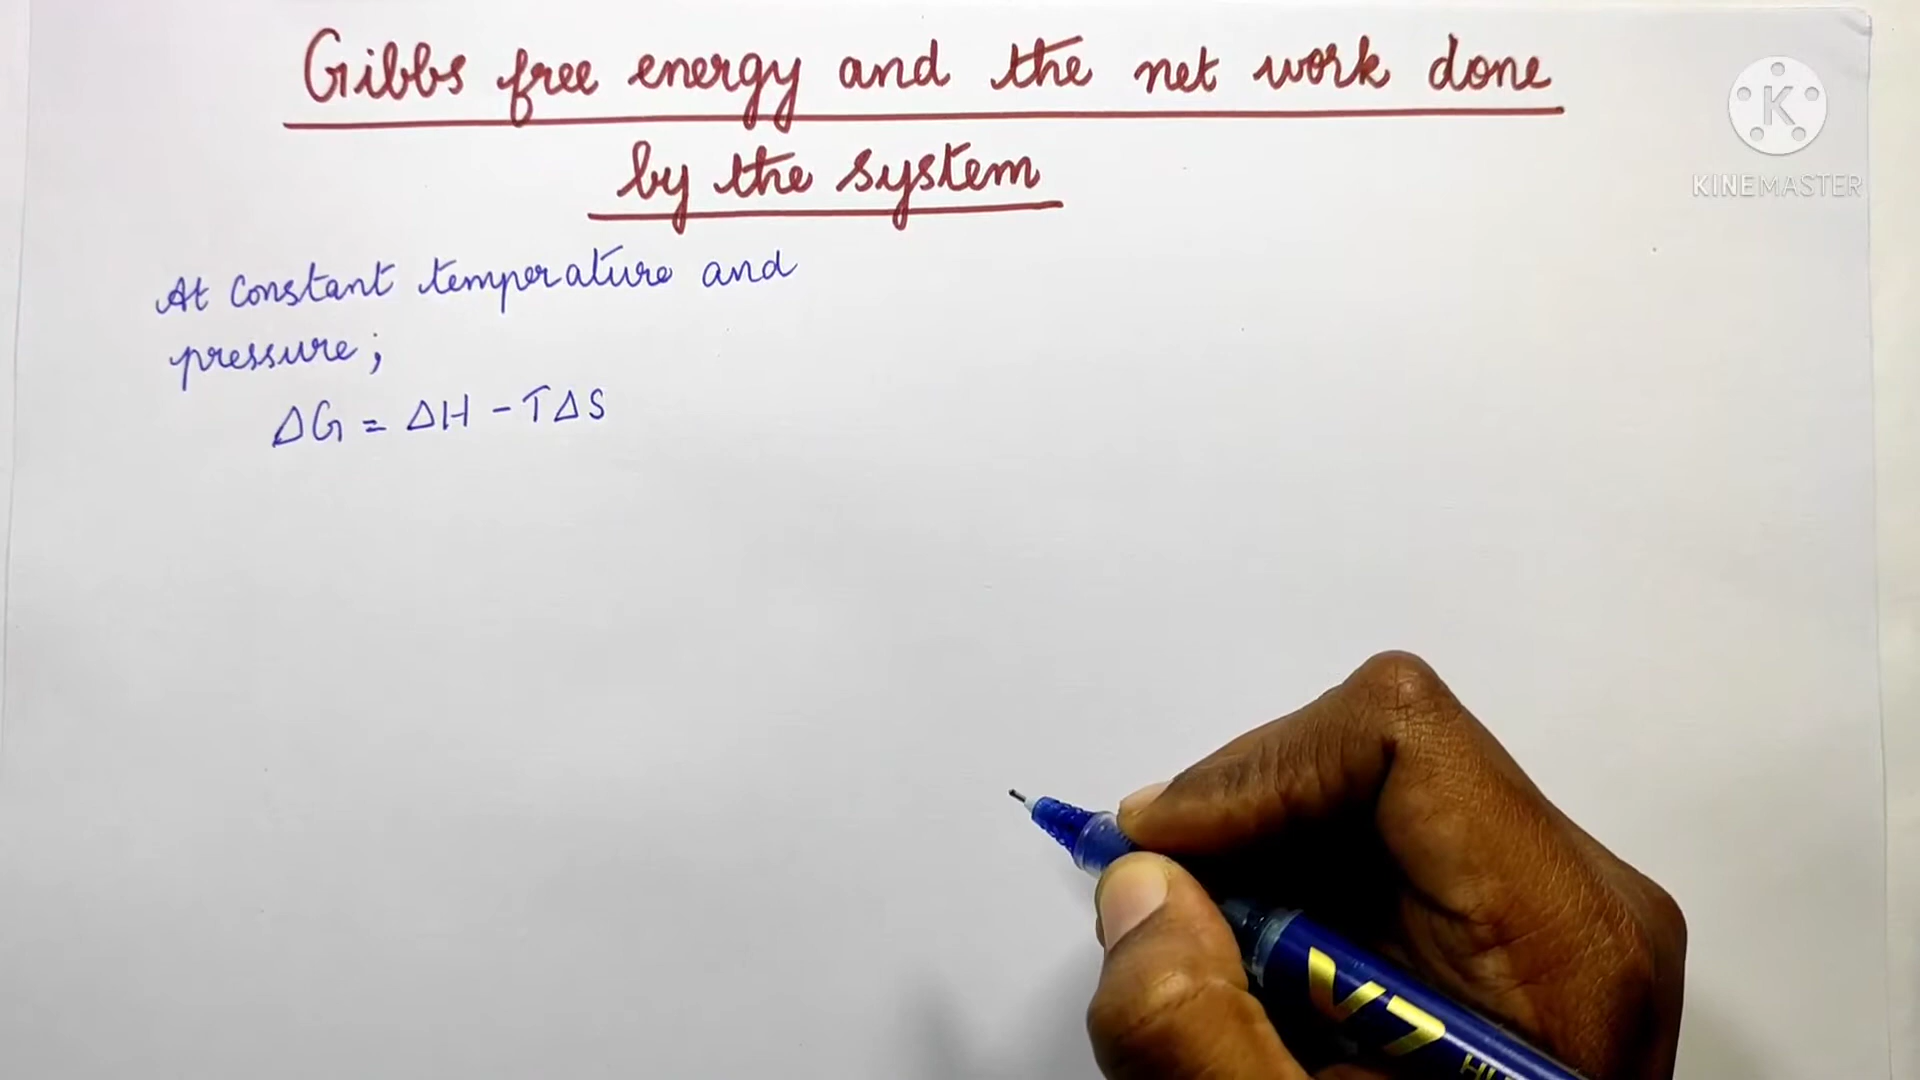 Gibbs free energy and the net work done
by the system
K
KINEMASTER
At constant temperature and
pressure;
ΔG = ΔH - TΔS
V7